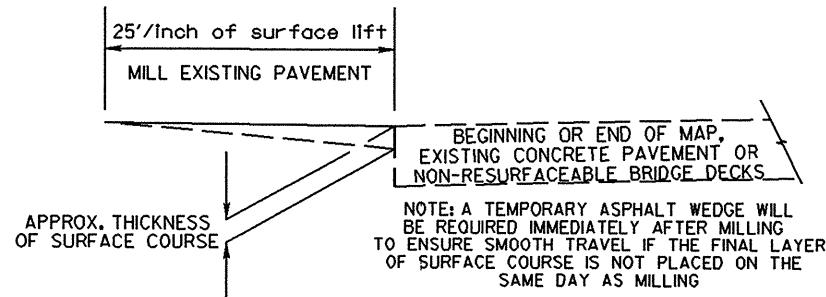 25'/inch of surface lift
MILL EXISTING PAVEMENT
BEGINNING OR END OF MAP,
EXISTING CONCRETE PAVEMENT OR
NON-RESURFACEABLE BRIDGE DECKS
APPROX. THICKNESS
OF SURFACE COURSE
NOTE: A TEMPORARY ASPHALT WEDGE WILL
BE REQUIRED IMMEDIATELY AFTER MILLING
TO ENSURE SMOOTH TRAVEL IF THE FINAL LAYER
OF SURFACE COURSE IS NOT PLACED ON THE
SAME DAY AS MILLING